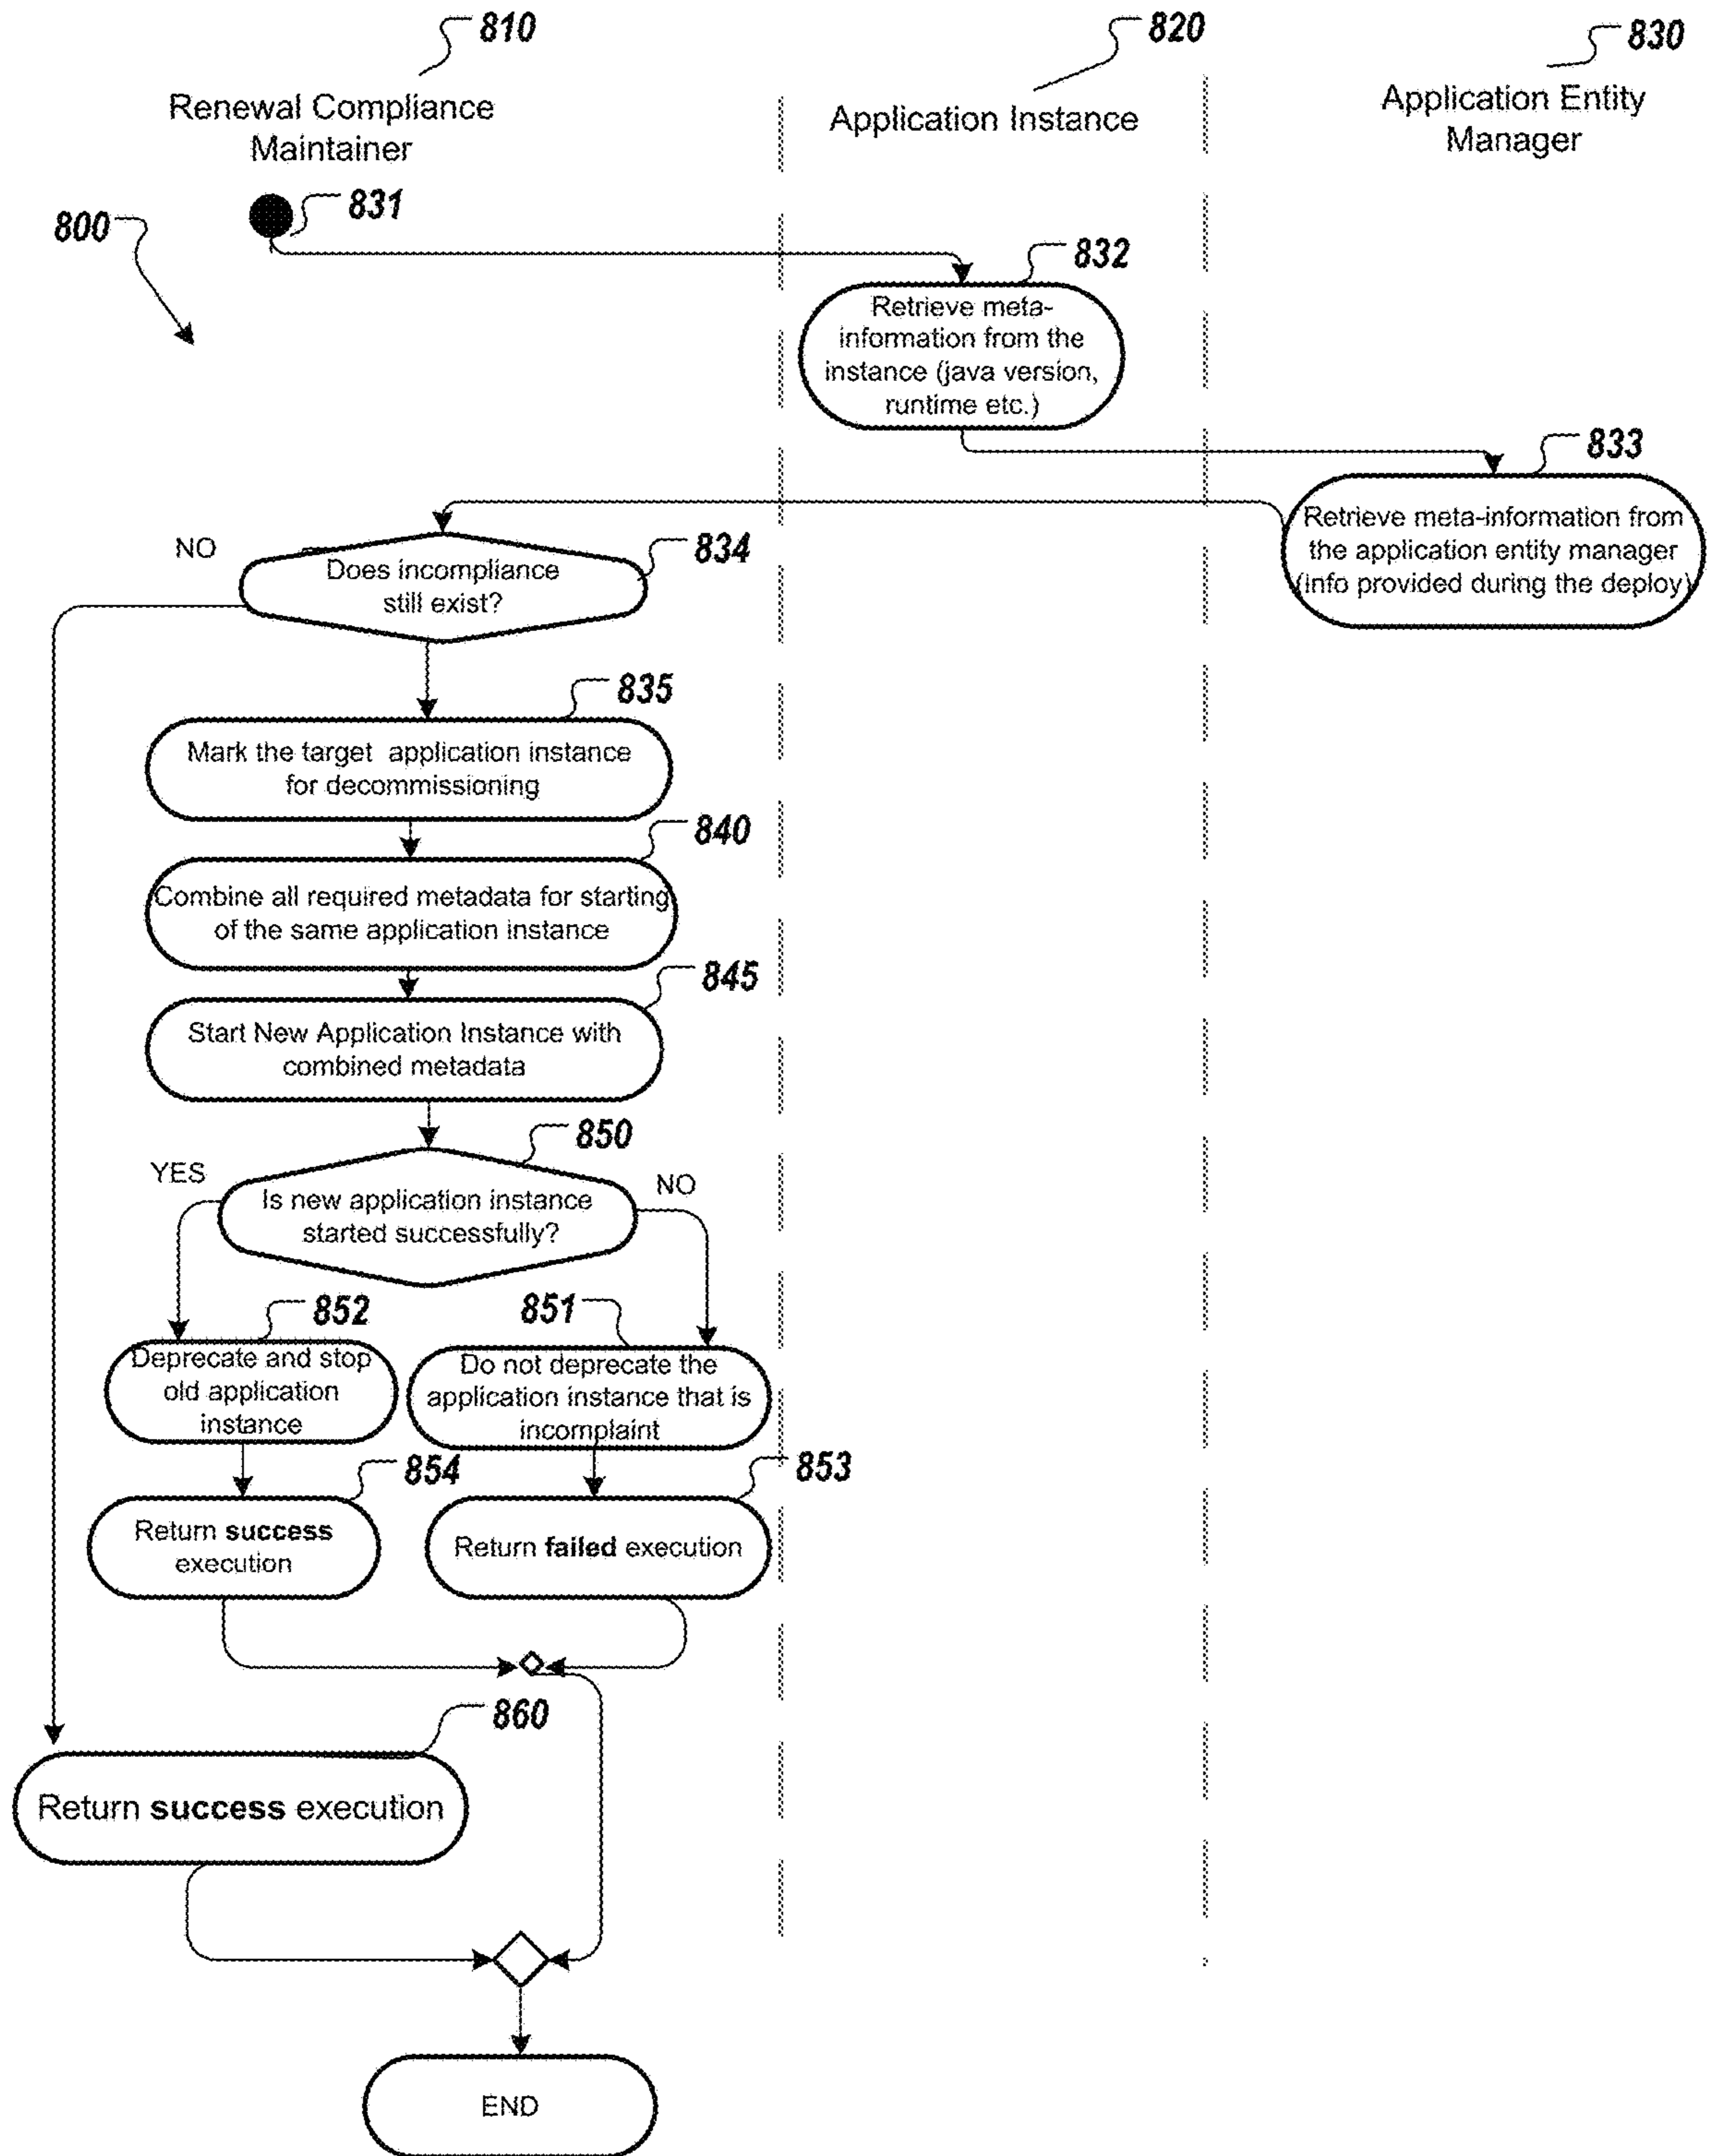 810
820
830
Renewal Compliance
Maintainer
Application Instance
Application Entity
Manager
831
800
832
Retrieve meta-
information from the
instance (java version,
runtime etc.)
833
Retrieve meta-information from
the application entity manager
(info provided during the deploy)
NO
834
Does incompliance
still exist?
835
Mark the target application instance
for decommissioning
840
Combine all required metadata for starting
of the same application instance
845
Start New Application Instance with
combined metadata
850
YES
NO
Is new application instance
started successfully?
852
851
Deprecate and stop
old application
instance
Do not deprecate the
application instance that is
incomplaint
854
853
Return success
execution
Return failed execution
860
Return success execution
END